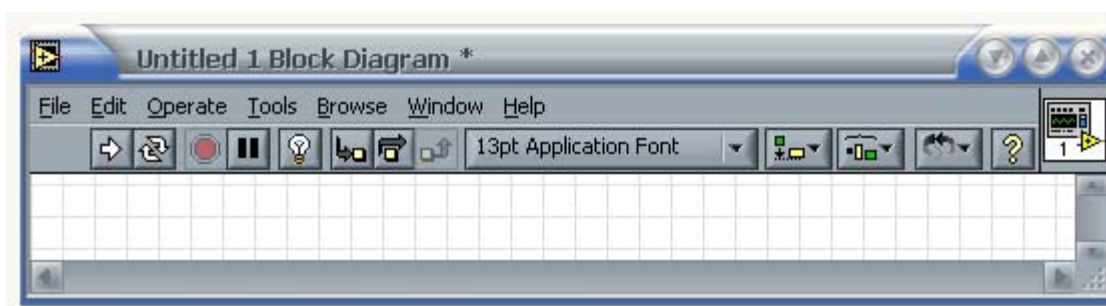 Untitled 1 Block Diagram *
File Edit Operate Tools Browse Window Help
13pt Application Font ?
1